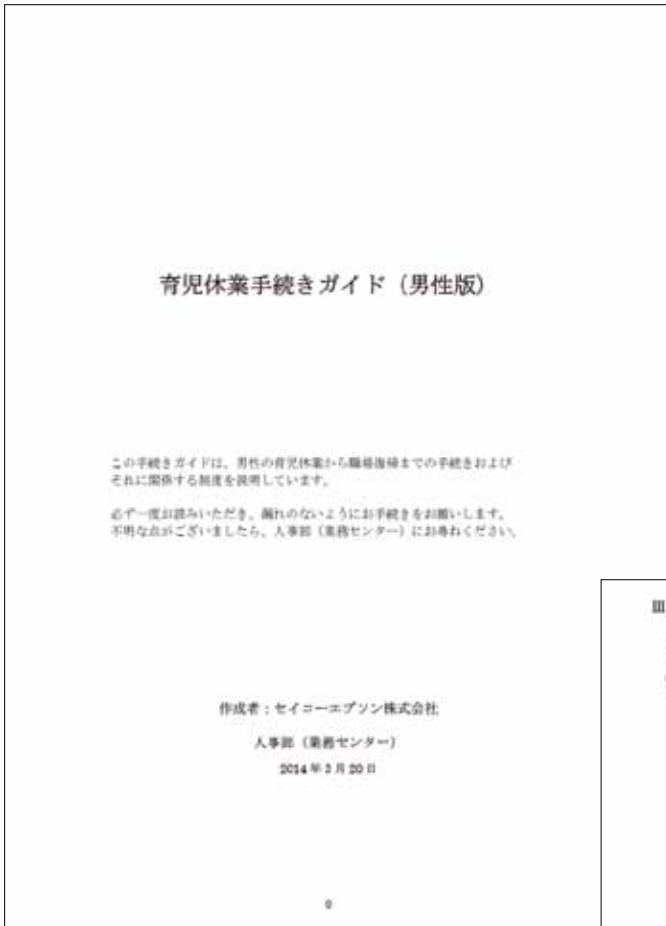 育児休業手続きガイド（男性版）
この手続きガイドは、男性の育児休業から職場復帰までの手続きおよび
それに関係する制度を説明しています。
必ず一度お読みいただき、漏れのないようにお手続きをお願いします。
不明な点がございましたら、人事部（業務センター）にお尋ねください。
作成者：セイコーエプソン株式会社
人事部（業務センター）
2014年3月20日
0
III